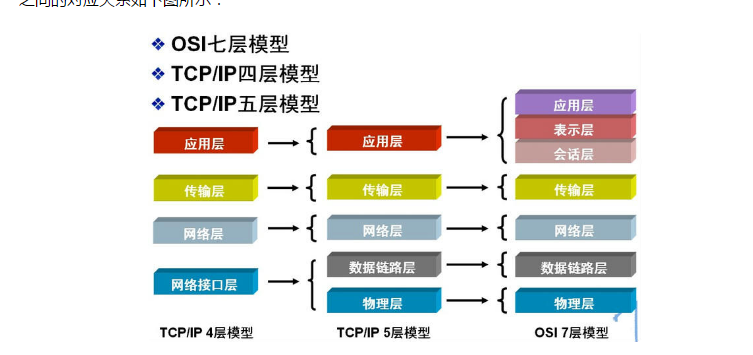 之间的对应关系如下图所示：
OSI七层模型
TCP/IP四层模型
TCP/IP五层模型
应用层
应用层
应用层
表示层
会话层
传输层
传输层
传输层
网络层
网络层
网络层
网络接口层
数据链路层
数据链路层
物理层
物理层
TCP/IP 4层模型
TCP/IP 5层模型
OSI 7层模型